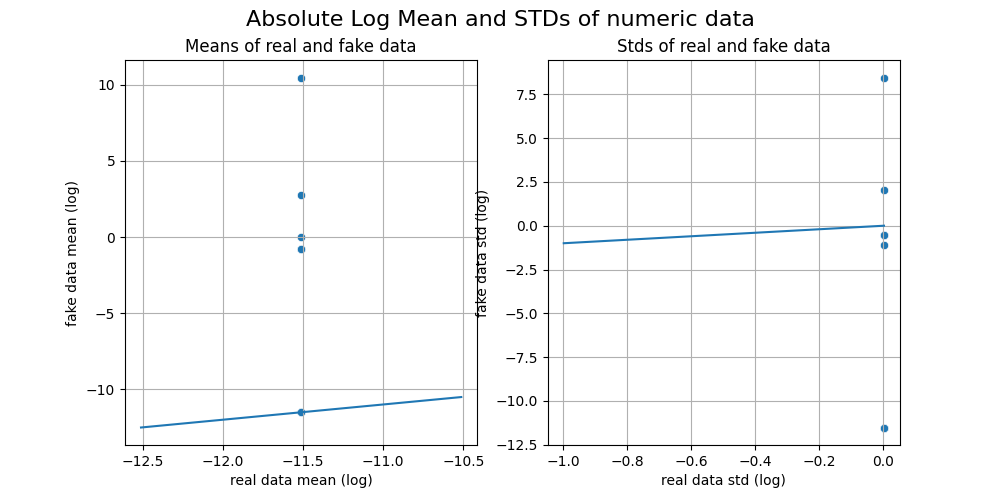 Absolute Log Mean and STDs of numeric data
Means of real and fake data
10
5
0
−5
−10
fake data mean (log)
−12.5 −12.0 −11.5 −11.0 −10.5
real data mean (log)
Stds of real and fake data
7.5
5.0
2.5
0.0
−2.5
−5.0
−7.5
−10.0
−12.5
fake data std (log)
−1.0 −0.8 −0.6 −0.4 −0.2 0.0
real data std (log)